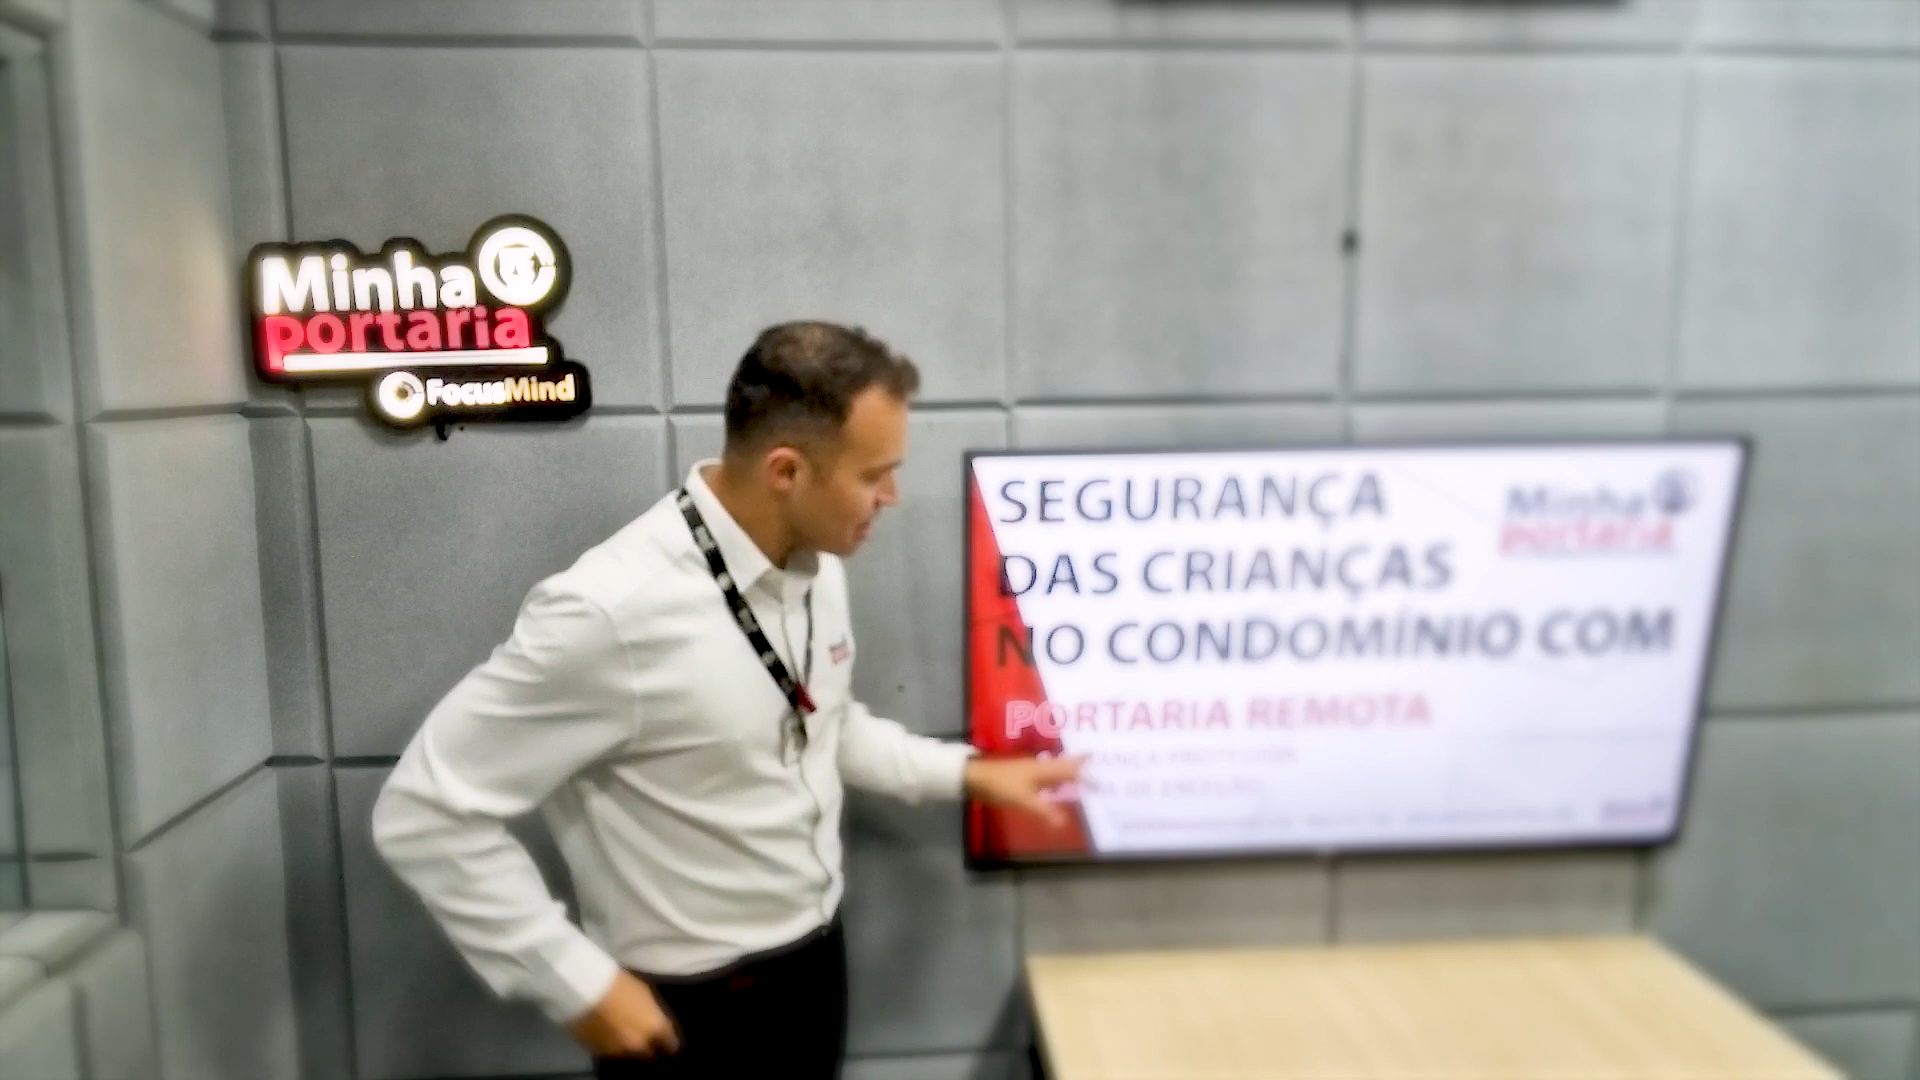 Minha
portaria
FocusMind
SEGURANÇA
DAS CRIANÇAS
NO CONDOMÍNIO COM
PORTARIA REMOTA
Minha
portaria